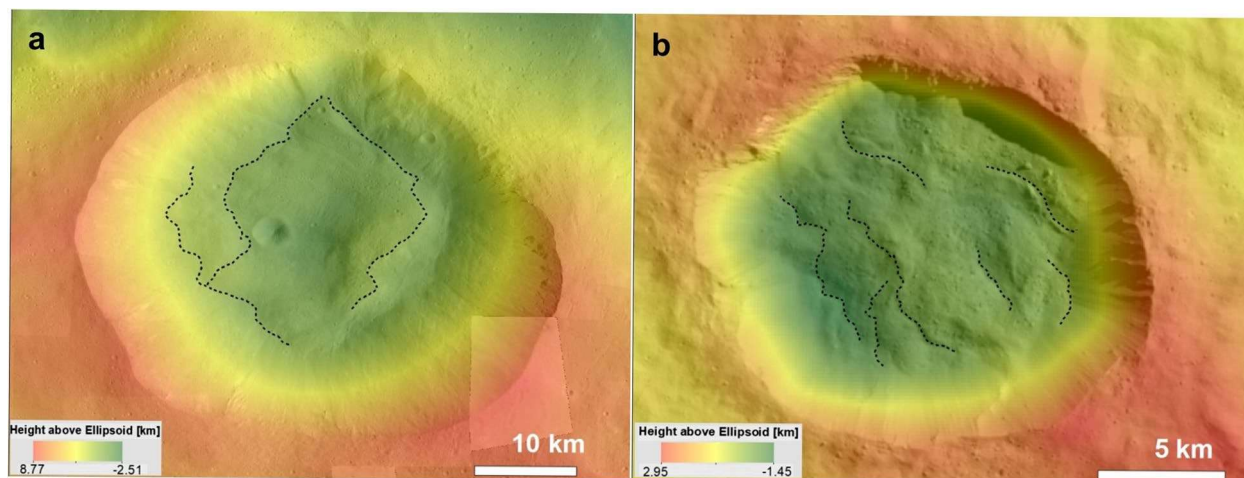 a
Height above Ellipsoid [km]
8.77 -2.51
10 km
b
Height above Ellipsoid [km]
2.95 -1.45
5 km